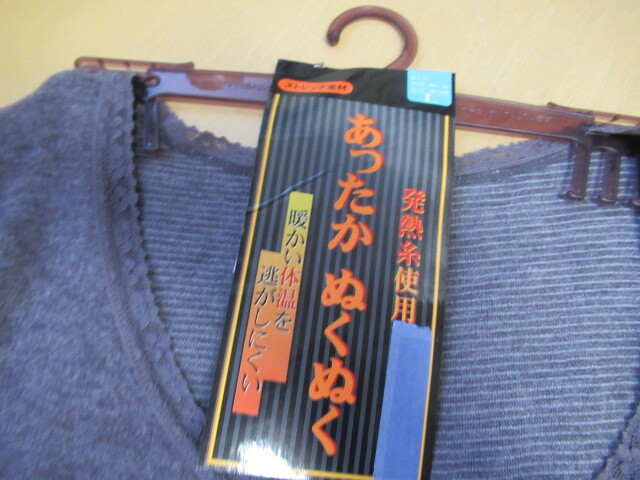 ストレッチ素材
発熱糸使用
あったか ぬくぬく
暖かい体温を
逃がしにくい